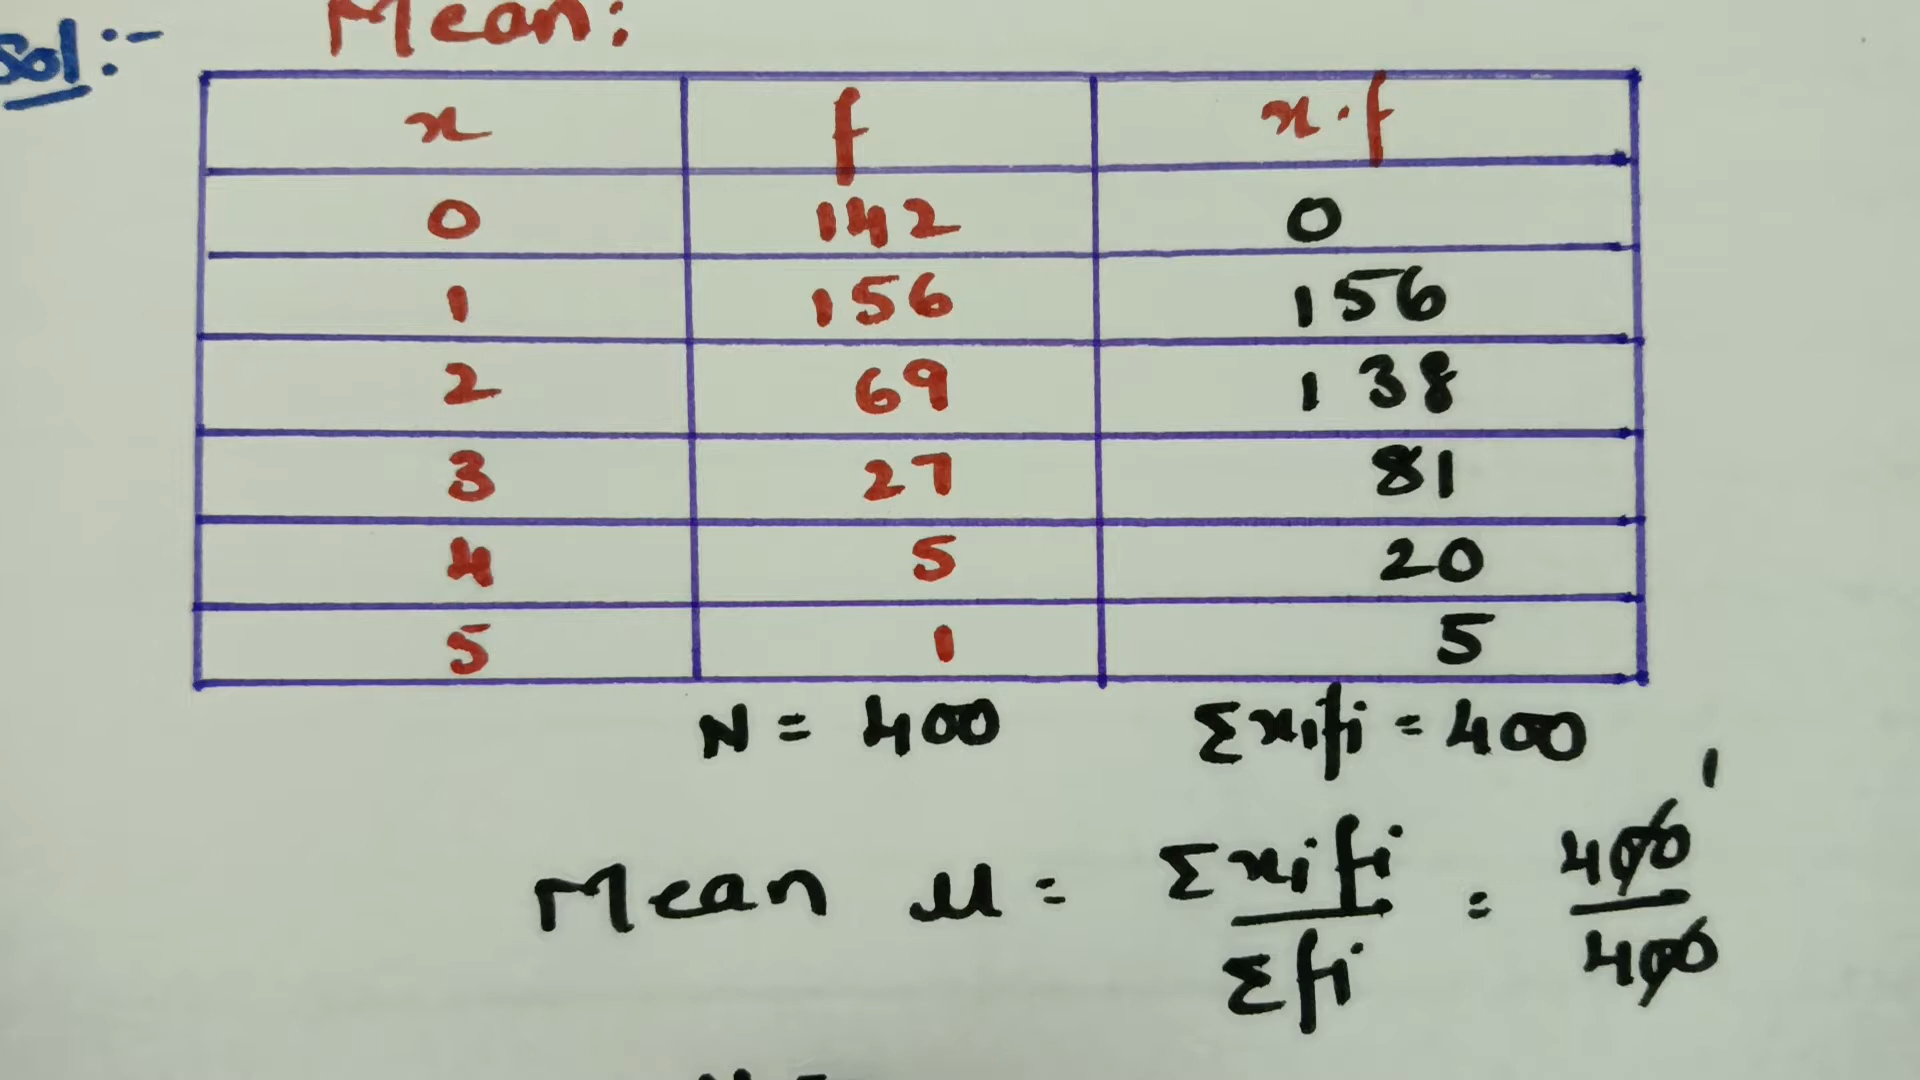 Sol:-
Mean:
x f x.f
0 142 0
1 156 156
2 69 138
3 27 81
4 5 20
5 1 5
N = 400 Σxifi = 400
Mean μ = Σxifi / Σfi = 400 / 400 1